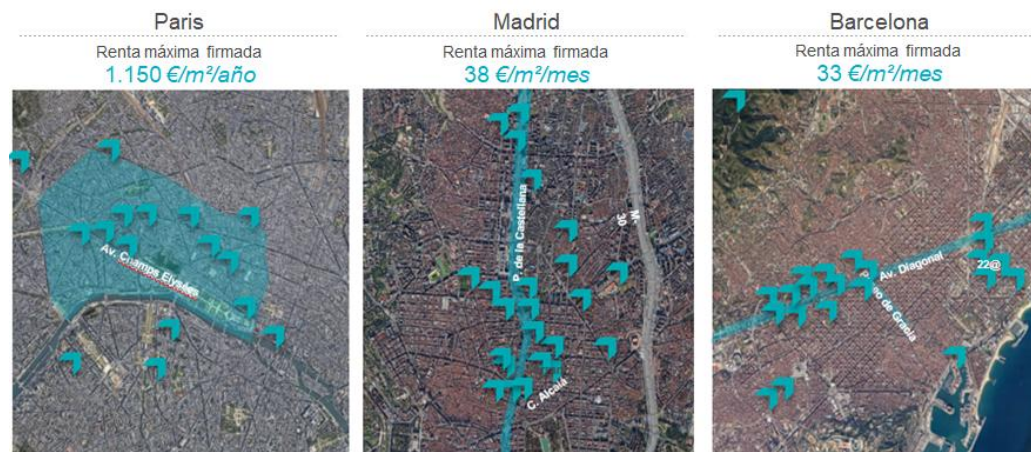 Paris
Renta máxima firmada
1.150 €/m²/año
Av. Champs Elysées
Madrid
Renta máxima firmada
38 €/m²/mes
P. de la Castellana
M-
30
C. Alcalá
Barcelona
Renta máxima firmada
33 €/m²/mes
Av. Diagonal
22@
de Gracia